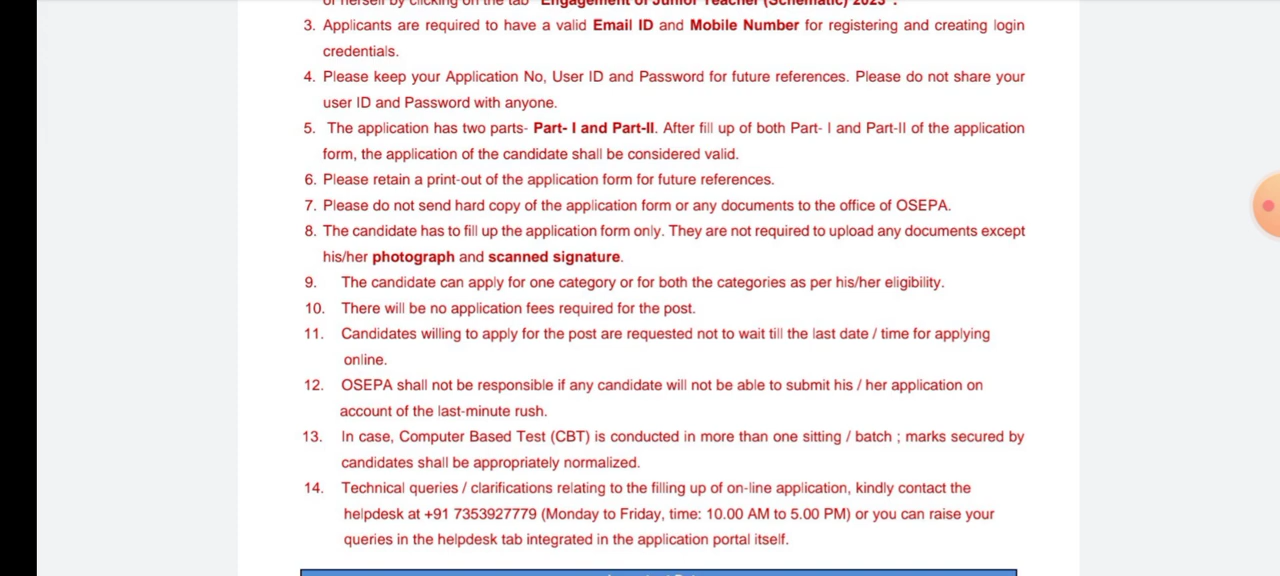 of herself by clicking on the tab "Engagement of Junior Teacher (Schematic) 2023".
3. Applicants are required to have a valid Email ID and Mobile Number for registering and creating login
credentials.
4. Please keep your Application No, User ID and Password for future references. Please do not share your
user ID and Password with anyone.
5. The application has two parts- Part- I and Part-II. After fill up of both Part- I and Part-II of the application
form, the application of the candidate shall be considered valid.
6. Please retain a print-out of the application form for future references.
7. Please do not send hard copy of the application form or any documents to the office of OSEPA.
8. The candidate has to fill up the application form only. They are not required to upload any documents except
his/her photograph and scanned signature.
9. The candidate can apply for one category or for both the categories as per his/her eligibility.
10. There will be no application fees required for the post.
11. Candidates willing to apply for the post are requested not to wait till the last date / time for applying
online.
12. OSEPA shall not be responsible if any candidate will not be able to submit his / her application on
account of the last-minute rush.
13. In case, Computer Based Test (CBT) is conducted in more than one sitting / batch ; marks secured by
candidates shall be appropriately normalized.
14. Technical queries / clarifications relating to the filling up of on-line application, kindly contact the
helpdesk at +91 7353927779 (Monday to Friday, time: 10.00 AM to 5.00 PM) or you can raise your
queries in the helpdesk tab integrated in the application portal itself.